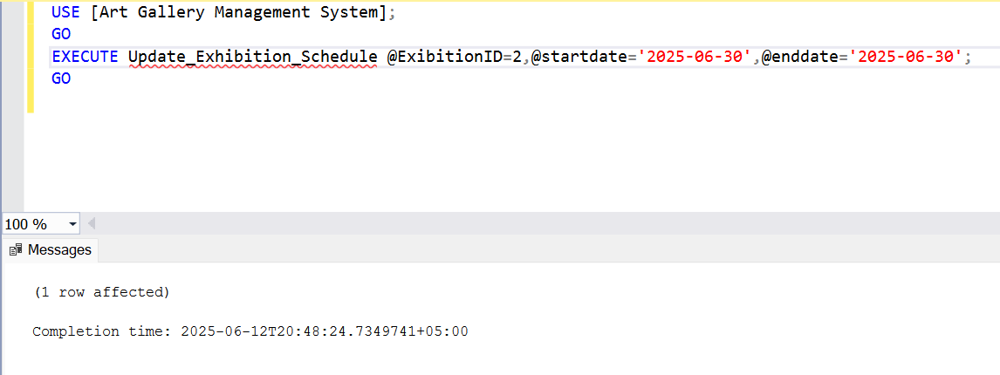 USE [Art Gallery Management System];
GO
EXECUTE Update_Exhibition_Schedule @ExibitionID=2,@startdate='2025-06-30',@enddate='2025-06-30';
GO
100 %
Messages
(1 row affected)
Completion time: 2025-06-12T20:48:24.7349741+05:00